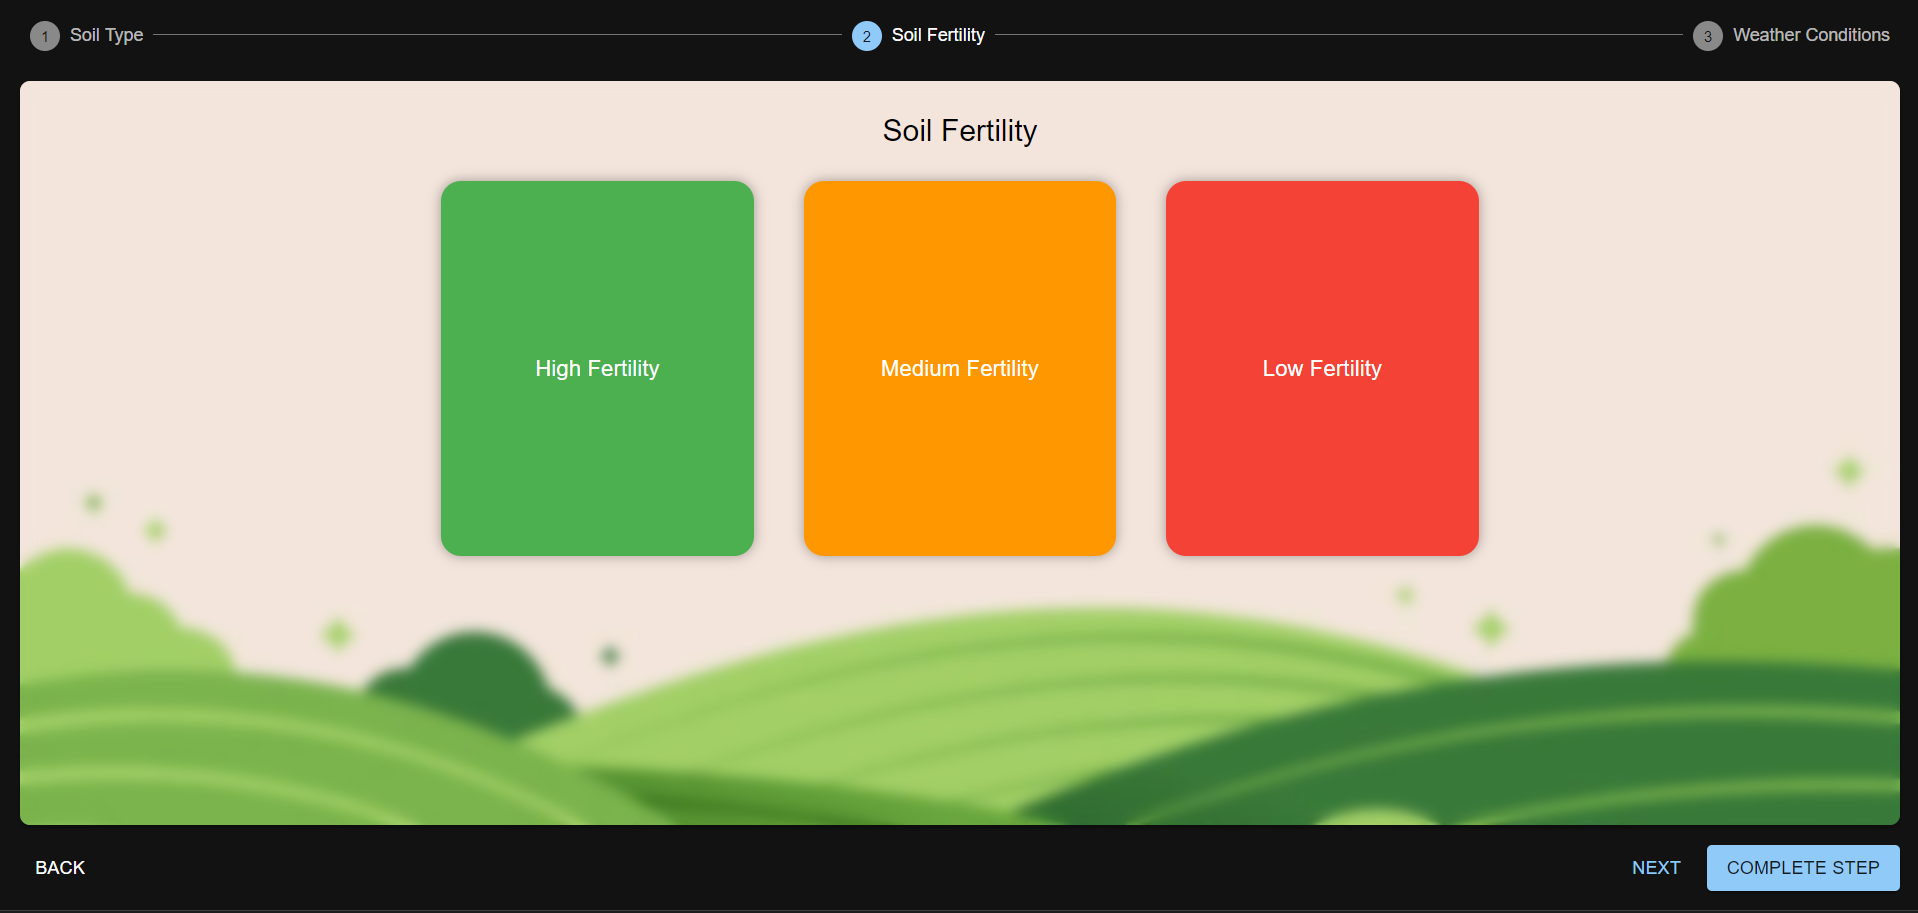 1 Soil Type 2 Soil Fertility 3 Weather Conditions
Soil Fertility
High Fertility
Medium Fertility
Low Fertility
BACK
NEXT
COMPLETE STEP